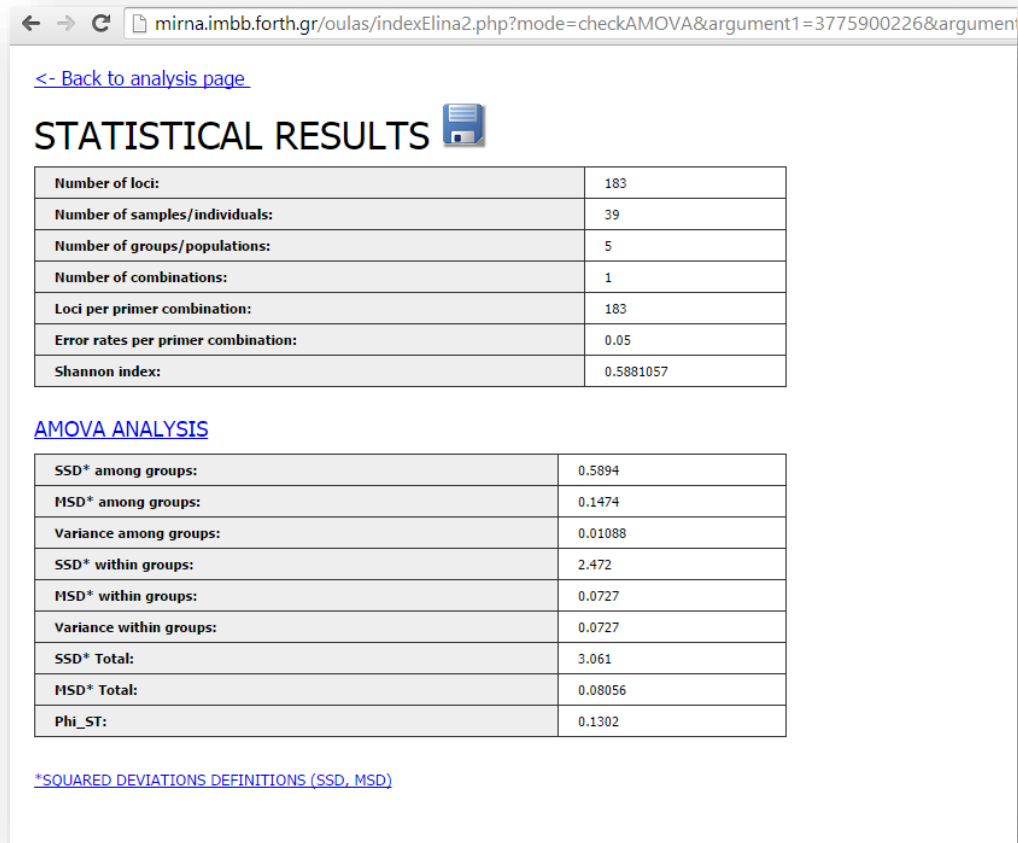 mirna.imbb.forth.gr/oulas/indexElina2.php?mode=checkAMOVA&argument1=3775900226&argument
<- Back to analysis page
STATISTICAL RESULTS
Number of loci: 183
Number of samples/individuals: 39
Number of groups/populations: 5
Number of combinations: 1
Loci per primer combination: 183
Error rates per primer combination: 0.05
Shannon index: 0.5881057
AMOVA ANALYSIS
SSD* among groups: 0.5894
MSD* among groups: 0.1474
Variance among groups: 0.01088
SSD* within groups: 2.472
MSD* within groups: 0.0727
Variance within groups: 0.0727
SSD* Total: 3.061
MSD* Total: 0.08056
Phi_ST: 0.1302
*SQUARED DEVIATIONS DEFINITIONS (SSD, MSD)